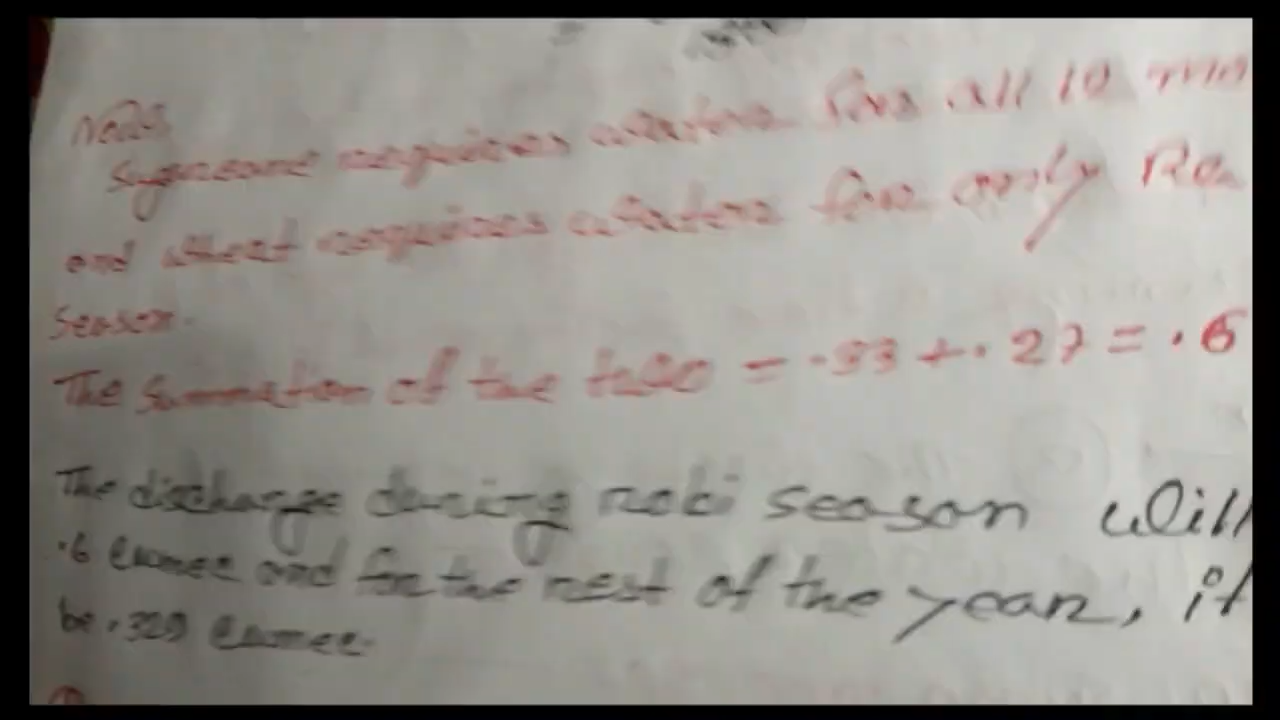 Note:
Sugarcane requires water for all 12 mo
and wheat requires water for only Ra
Season.
The Summation of the two = .33 + .27 = .6
The discharge during rabi season will
.6 cumec and for the rest of the year, it
be .329 cumec.